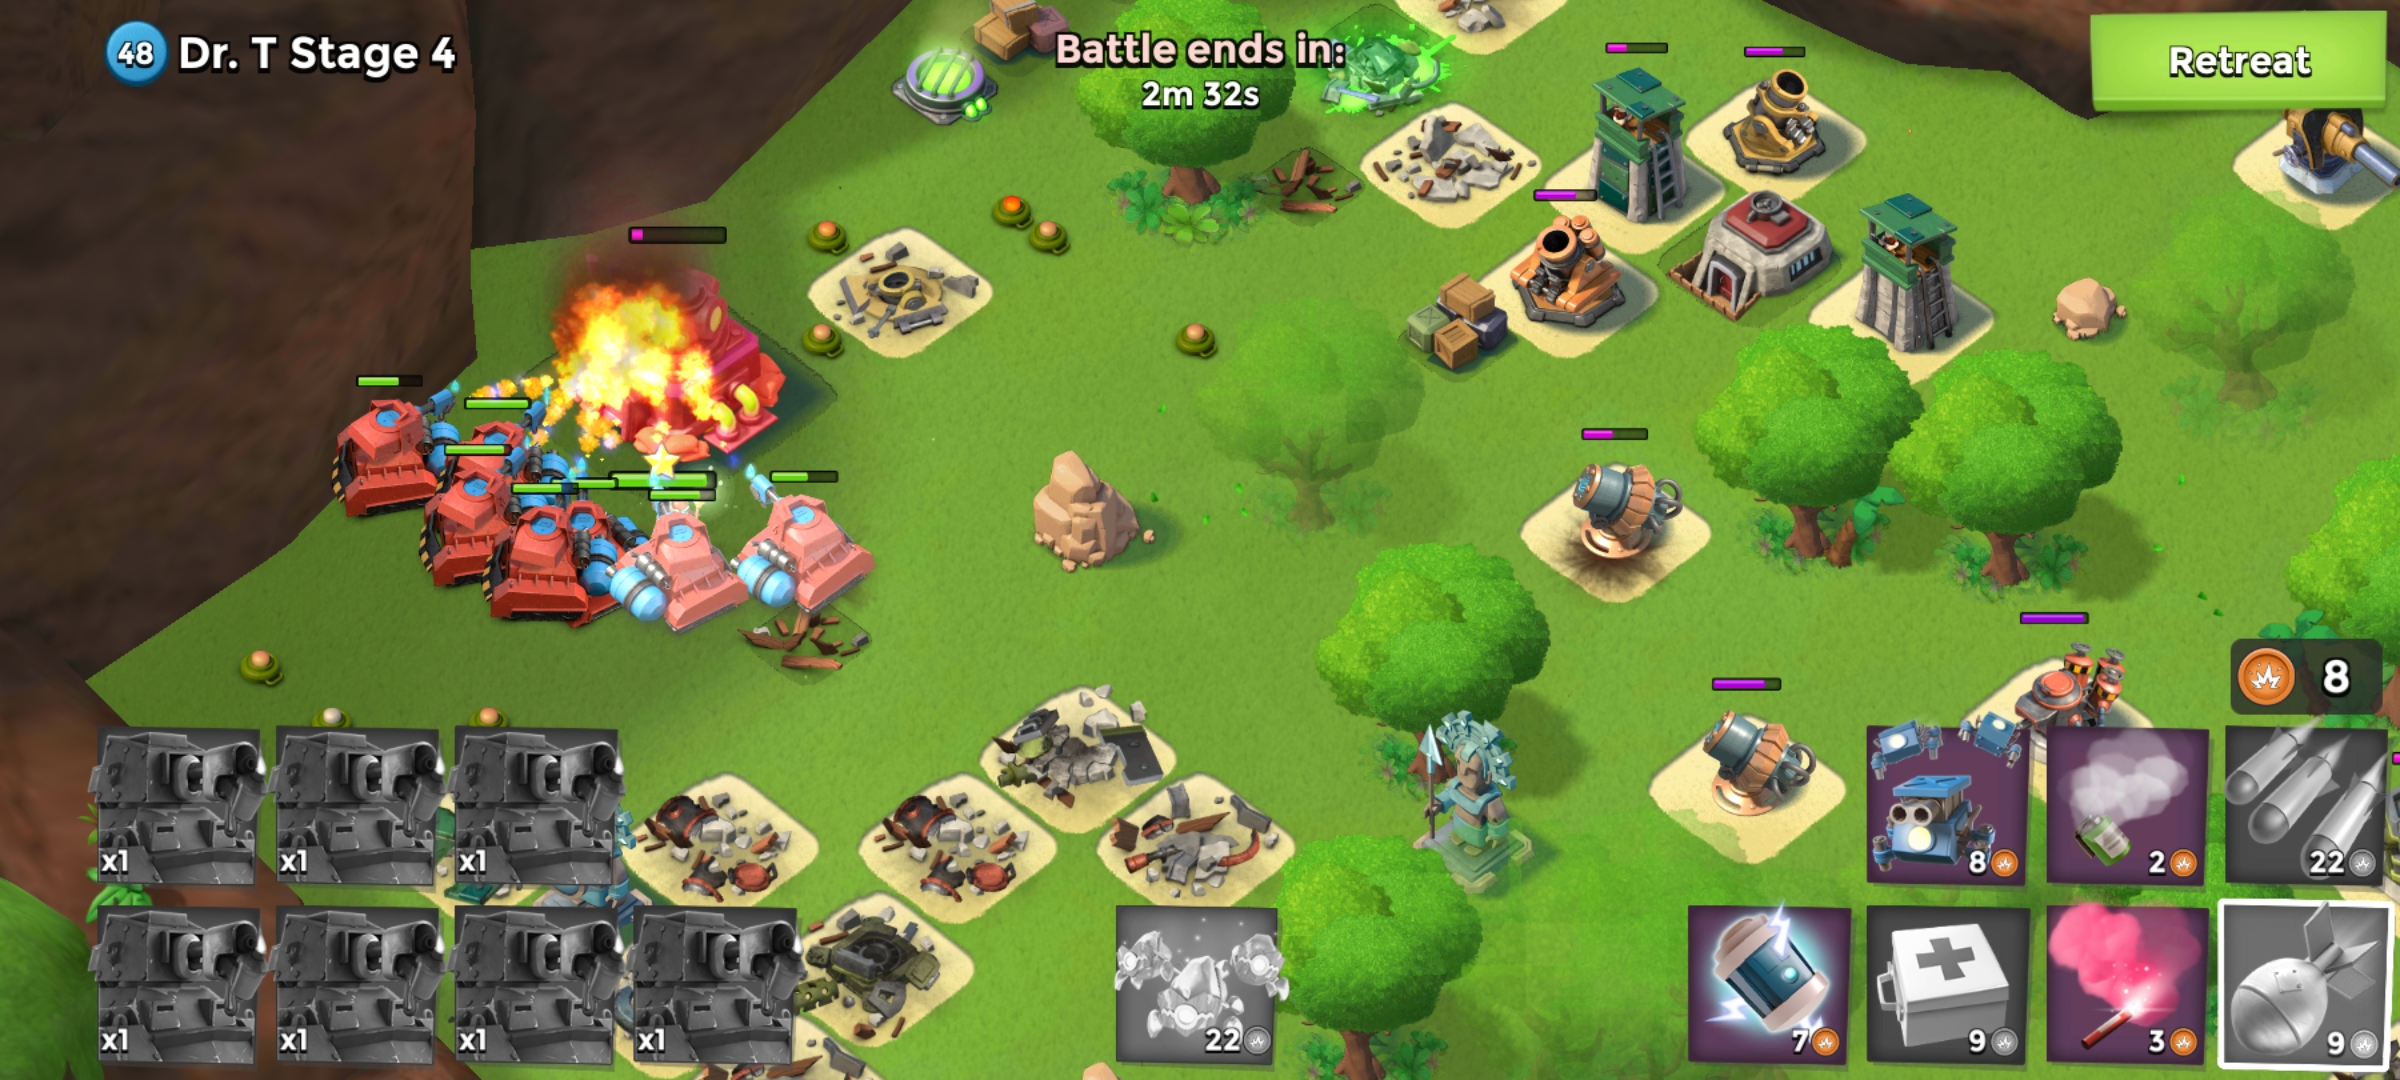 48 Dr. T Stage 4
Battle ends in:
2m 32s
Retreat
8
x1
x1
x1
8
2
22
x1
x1
x1
x1
22
7
9
3
9